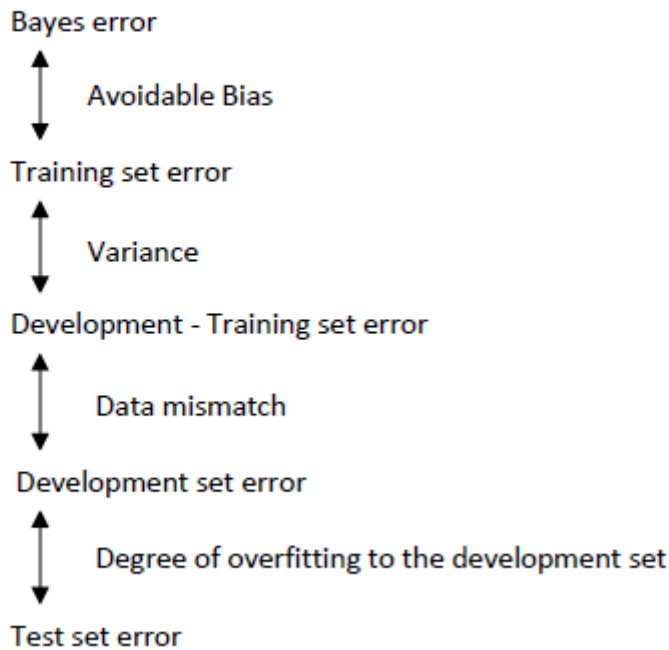 Bayes error
Avoidable Bias
Training set error
Variance
Development - Training set error
Data mismatch
Development set error
Degree of overfitting to the development set
Test set error